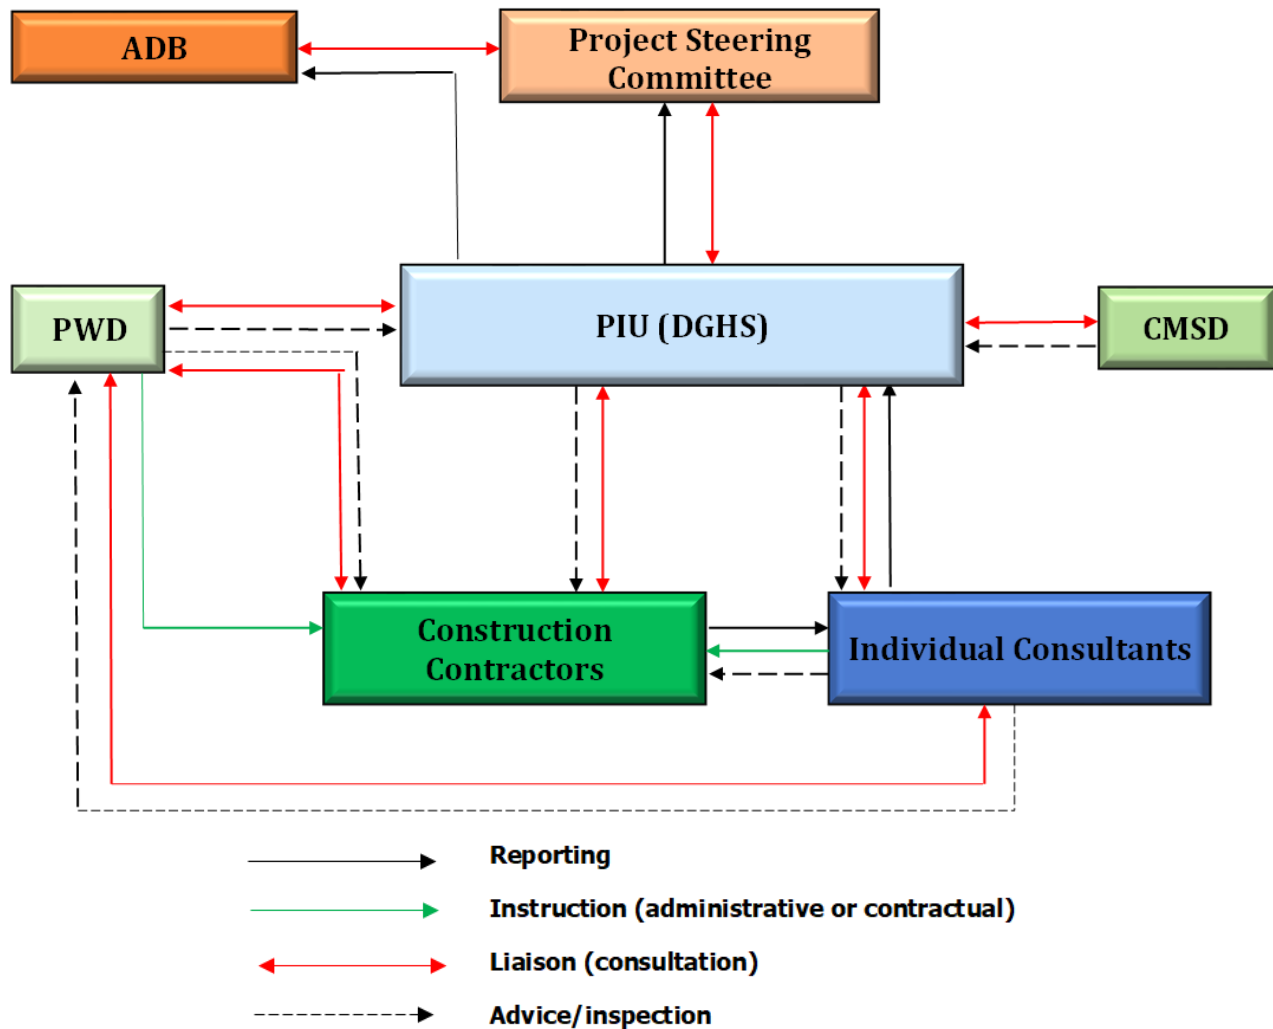 ADB
Project Steering
Committee
PWD
PIU (DGHS)
CMSD
Construction
Contractors
Individual Consultants
Reporting
Instruction (administrative or contractual)
Liaison (consultation)
Advice/inspection